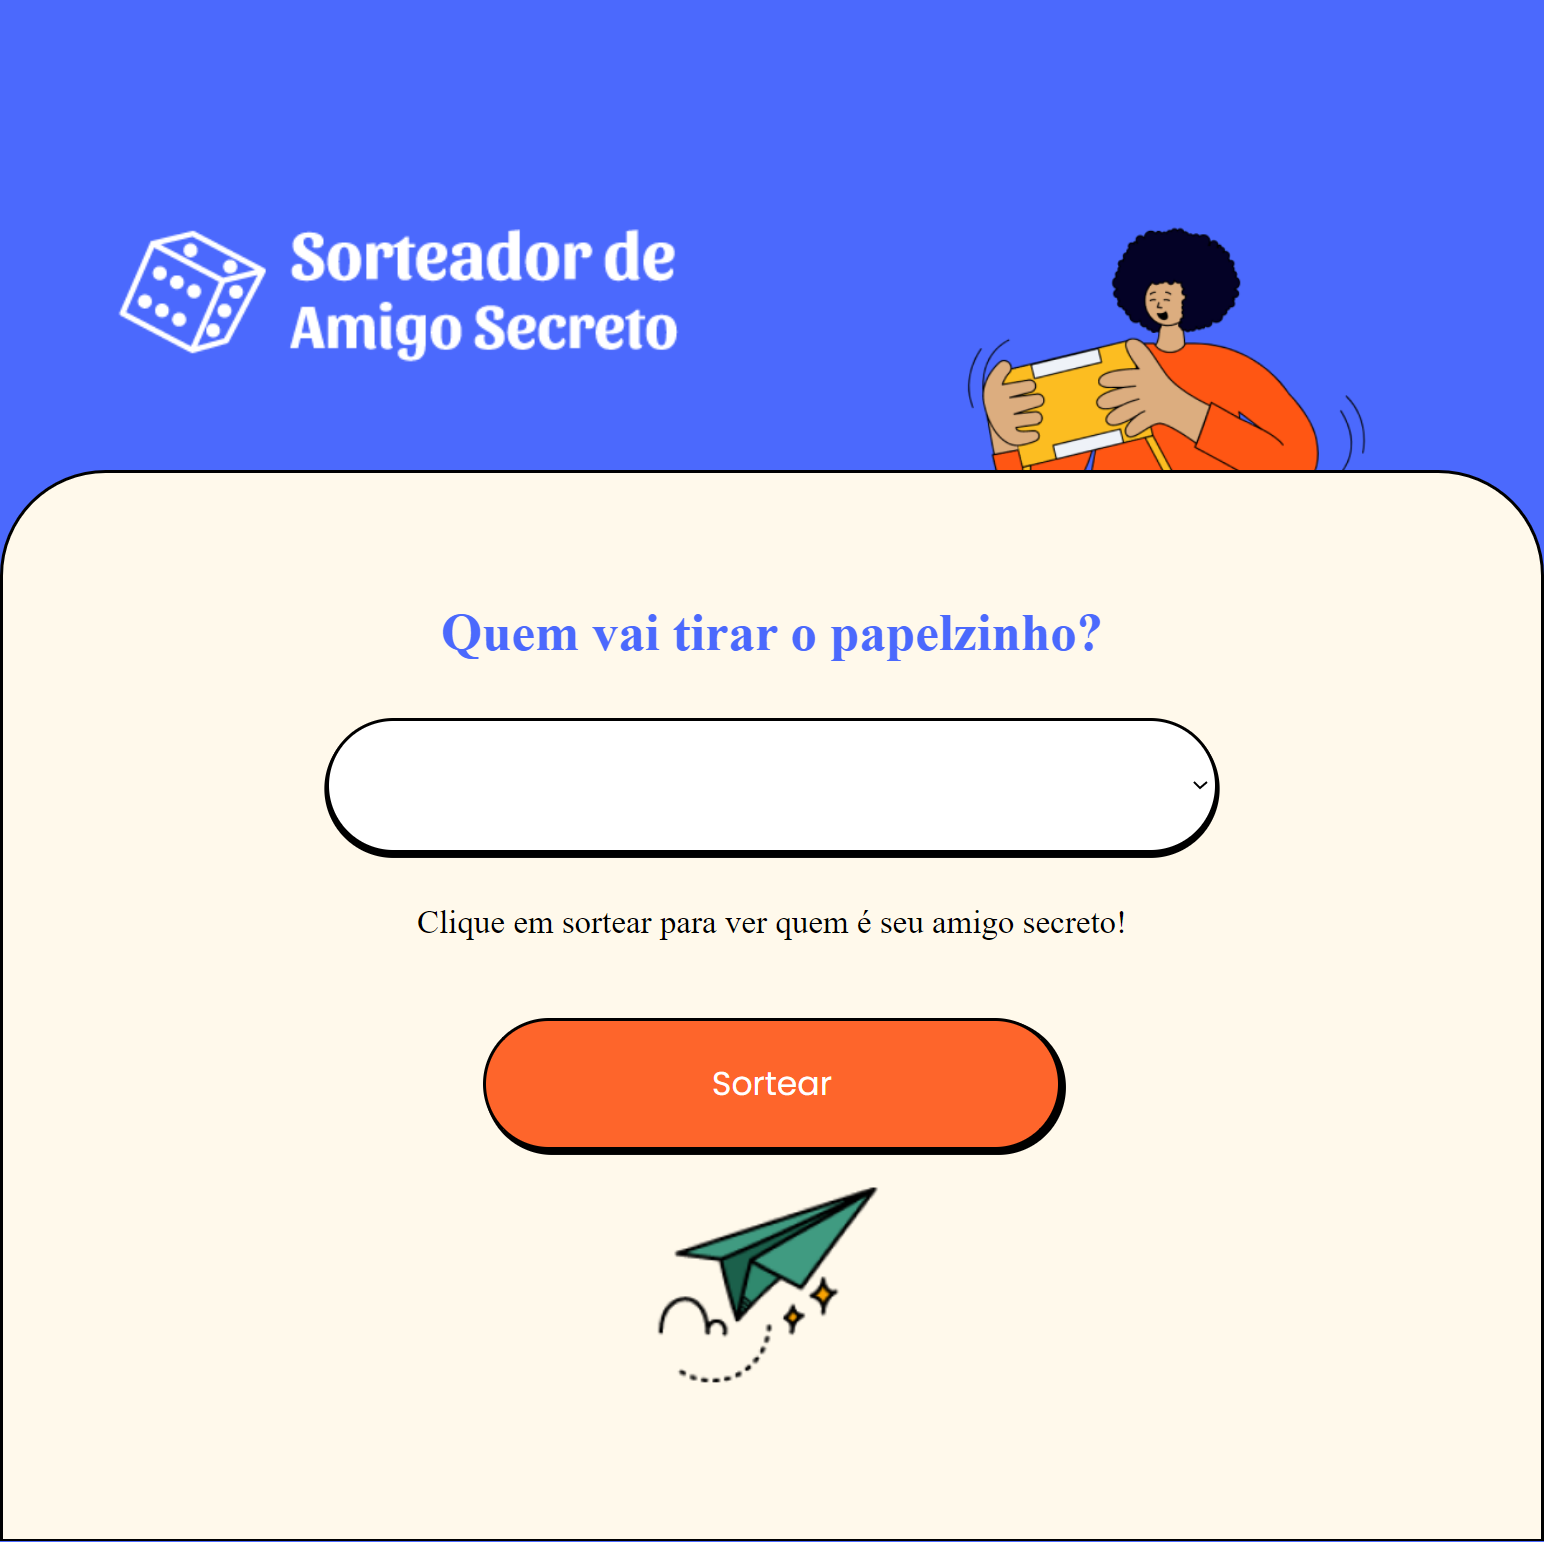 Sorteador de
Amigo Secreto
Quem vai tirar o papelzinho?
Clique em sortear para ver quem é seu amigo secreto!
Sortear